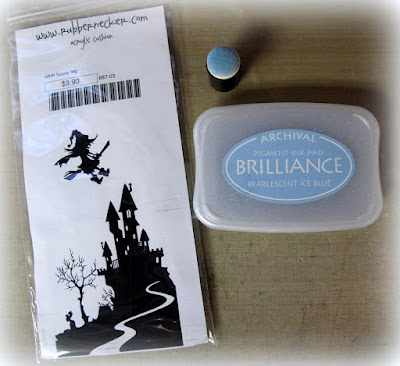 www.rubbernecker.com
acrylic cushion
witch house top
$9.90
667-03
ARCHIVAL
PIGMENT INK PAD
BRILLIANCE
PEARLESCENT ICE BLUE